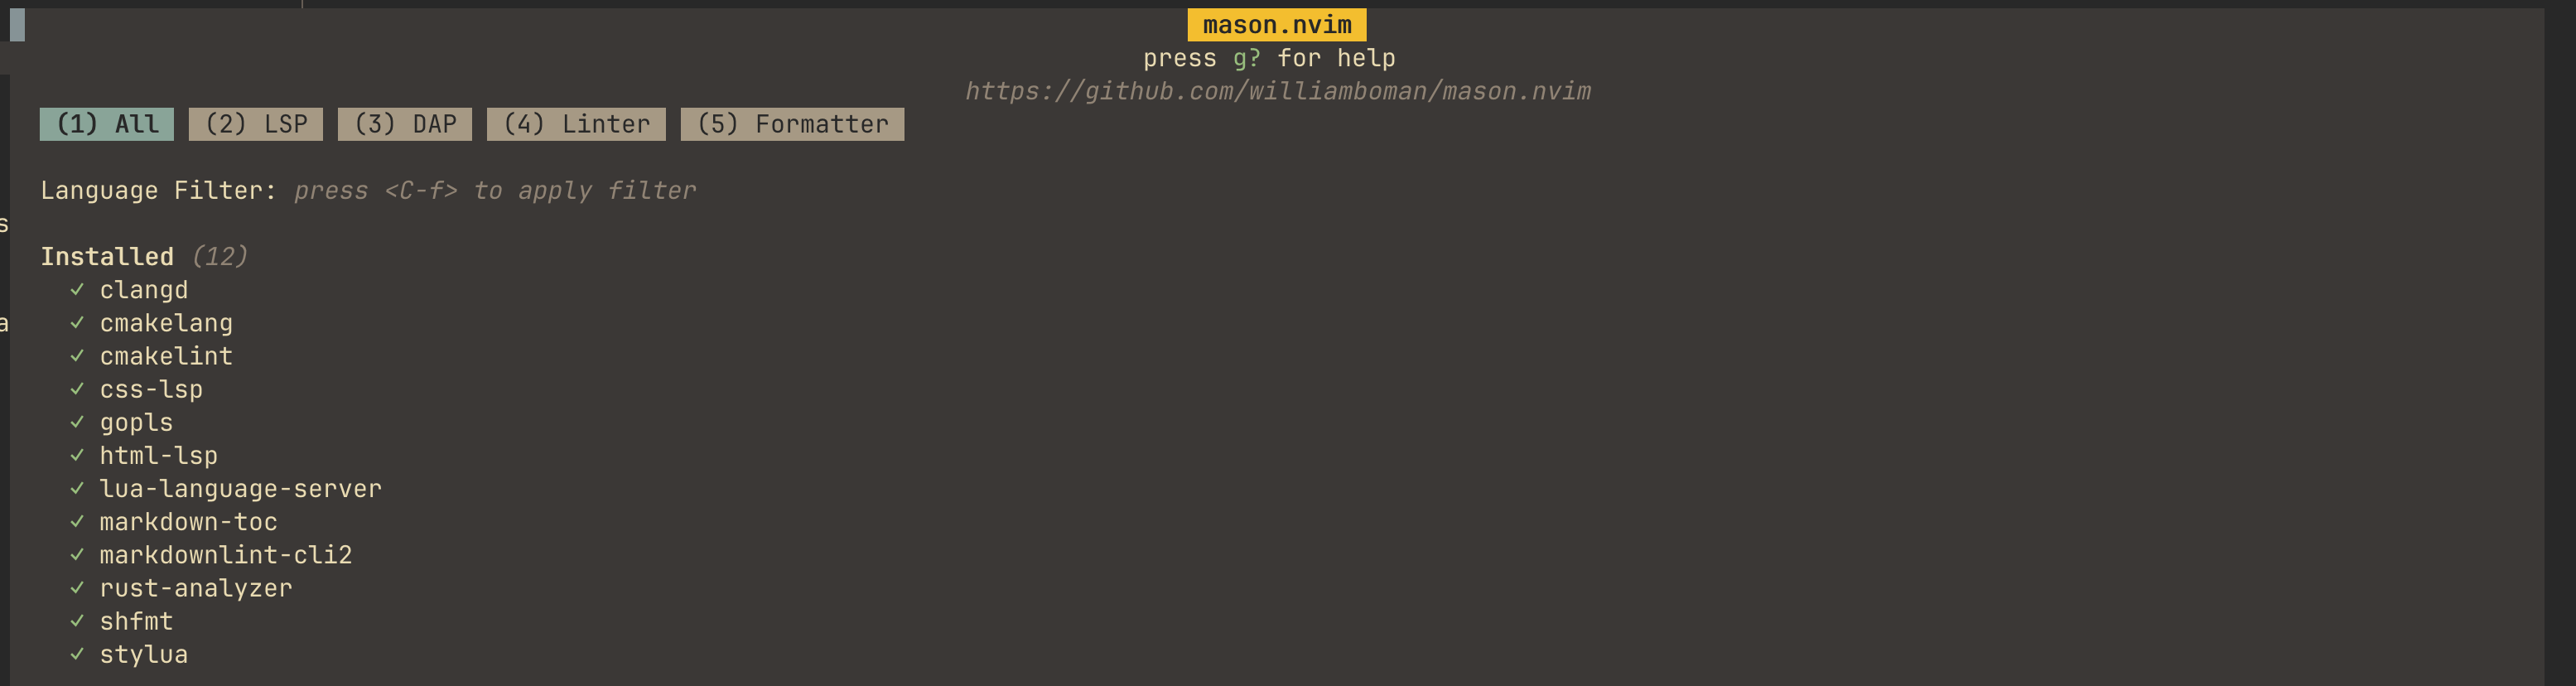 mason.nvim
press g? for help
https://github.com/williamboman/mason.nvim
(1) All (2) LSP (3) DAP (4) Linter (5) Formatter
Language Filter: press <C-f> to apply filter
s
Installed (12)
✓ clangd
✓ cmakelang
a
✓ cmakelint
✓ css-lsp
✓ gopls
✓ html-lsp
✓ lua-language-server
✓ markdown-toc
✓ markdownlint-cli2
✓ rust-analyzer
✓ shfmt
✓ stylua